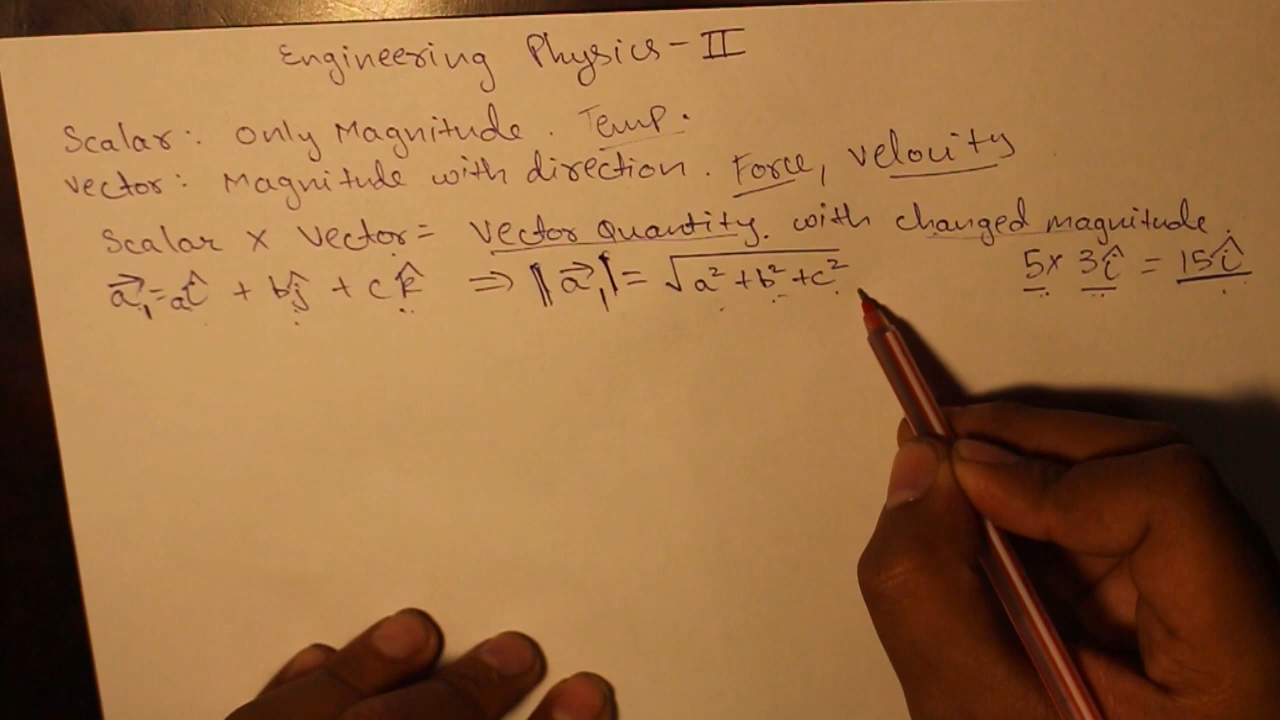 Engineering Physics - II
Scalar: Only Magnitude. Temp.
Vector: Magnitude with direction. Force, velocity
Scalar x Vector = Vector Quantity. with changed magnitude.
a⃗₁ = aî + bĵ + ck̂ ⇒ ‖a⃗₁‖ = √(a² + b² + c²) 5 x 3î = 15î